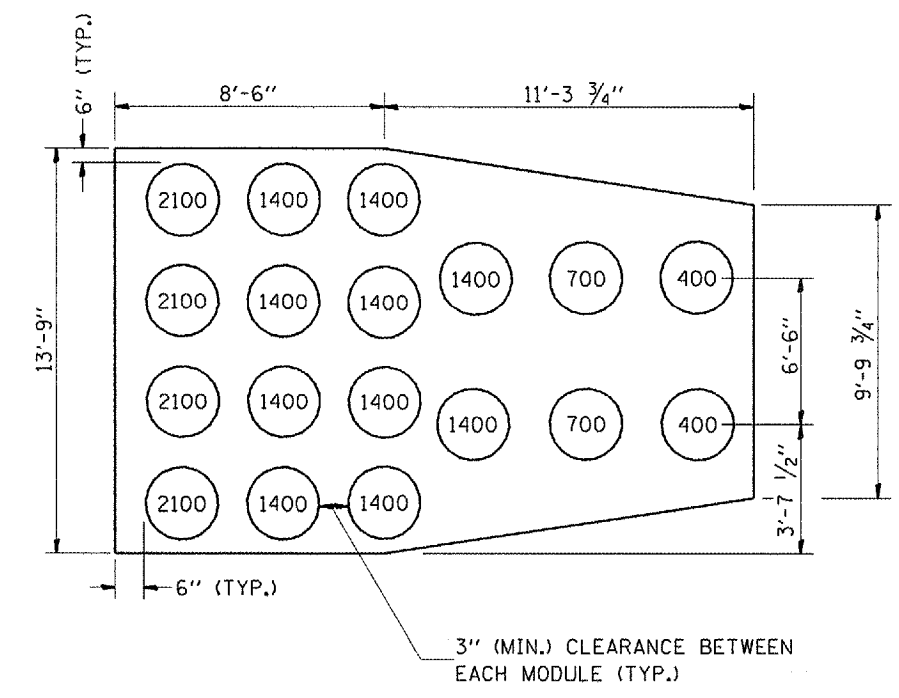 6" (TYP.)
8'-6"
11'-3 3/4"
2100 1400 1400
1400 700 400
2100 1400 1400
13'-9"
6'-6"
9'-9 3/4"
2100 1400 1400
1400 700 400
3'-7 1/2"
2100 1400 1400
6" (TYP.)
3" (MIN.) CLEARANCE BETWEEN
EACH MODULE (TYP.)